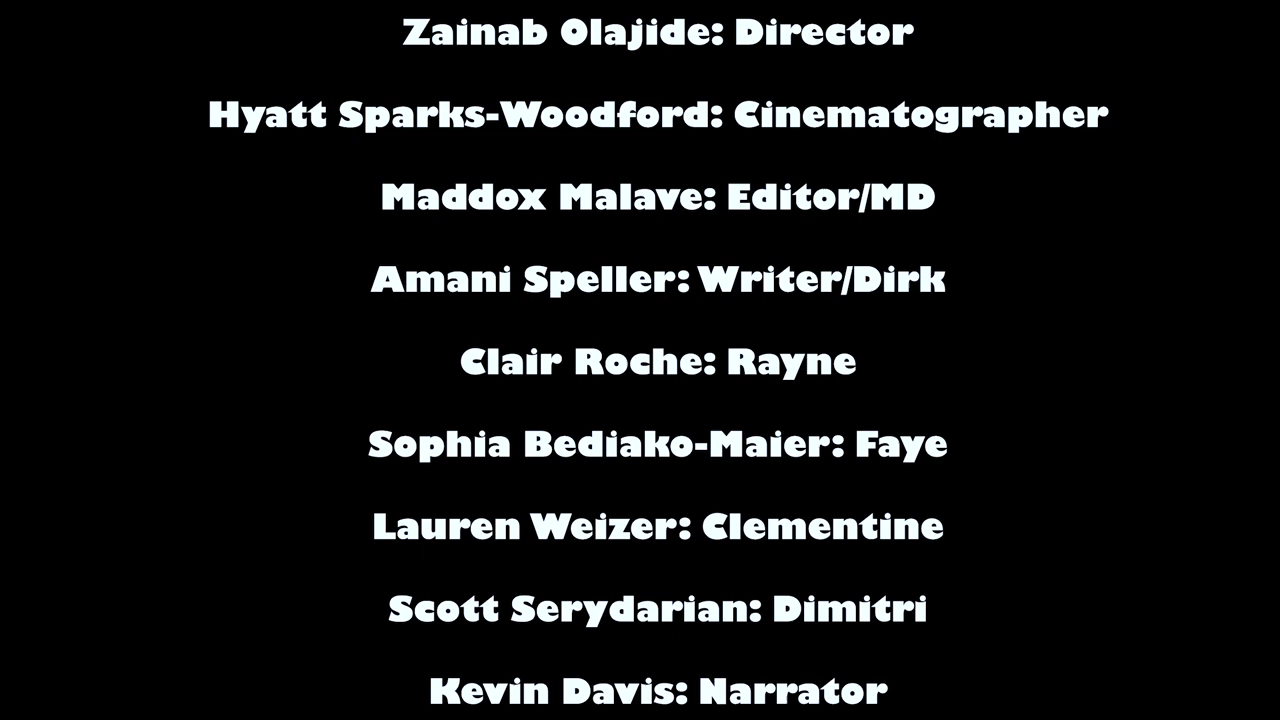 Zainab Olajide: Director
Hyatt Sparks-Woodford: Cinematographer
Maddox Malave: Editor/MD
Amani Speller: Writer/Dirk
Clair Roche: Rayne
Sophia Bediako-Maier: Faye
Lauren Weizer: Clementine
Scott Serydarian: Dimitri
Kevin Davis: Narrator